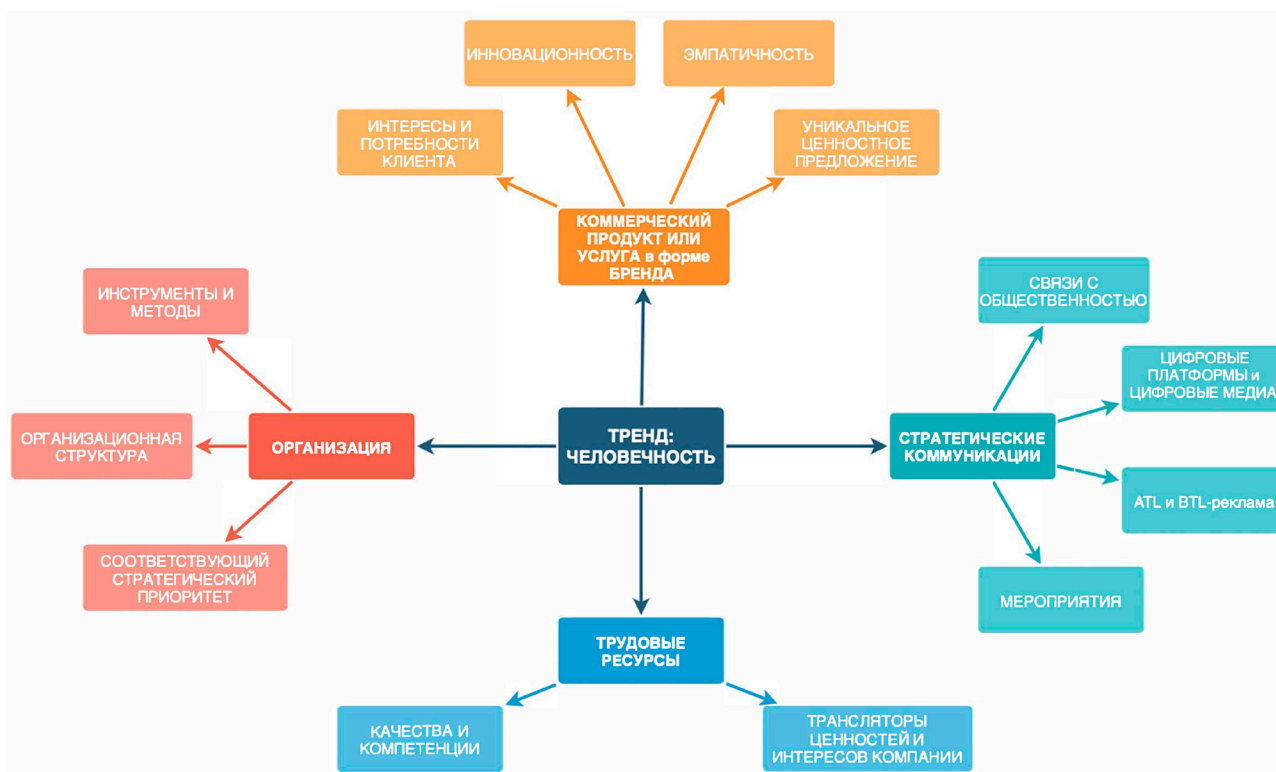 ИННОВАЦИОННОСТЬ
ЭМПАТИЧНОСТЬ
ИНТЕРЕСЫ И
ПОТРЕБНОСТИ
КЛИЕНТА
УНИКАЛЬНОЕ
ЦЕННОСТНОЕ
ПРЕДЛОЖЕНИЕ
КОММЕРЧЕСКИЙ
ПРОДУКТ ИЛИ
УСЛУГА в форме
БРЕНДА
ИНСТРУМЕНТЫ И
МЕТОДЫ
СВЯЗИ С
ОБЩЕСТВЕННОСТЬЮ
ЦИФРОВЫЕ
ПЛАТФОРМЫ и
ЦИФРОВЫЕ МЕДИА
ОРГАНИЗАЦИОННАЯ
СТРУКТУРА
ОРГАНИЗАЦИЯ
ТРЕНД:
ЧЕЛОВЕЧНОСТЬ
СТРАТЕГИЧЕСКИЕ
КОММУНИКАЦИИ
ATL и BTL-реклама
СООТВЕТСТВУЮЩИЙ
СТРАТЕГИЧЕСКИЙ
ПРИОРИТЕТ
МЕРОПРИЯТИЯ
ТРУДОВЫЕ
РЕСУРСЫ
КАЧЕСТВА И
КОМПЕТЕНЦИИ
ТРАНСЛЯТОРЫ
ЦЕННОСТЕЙ И
ИНТЕРЕСОВ КОМПАНИИ